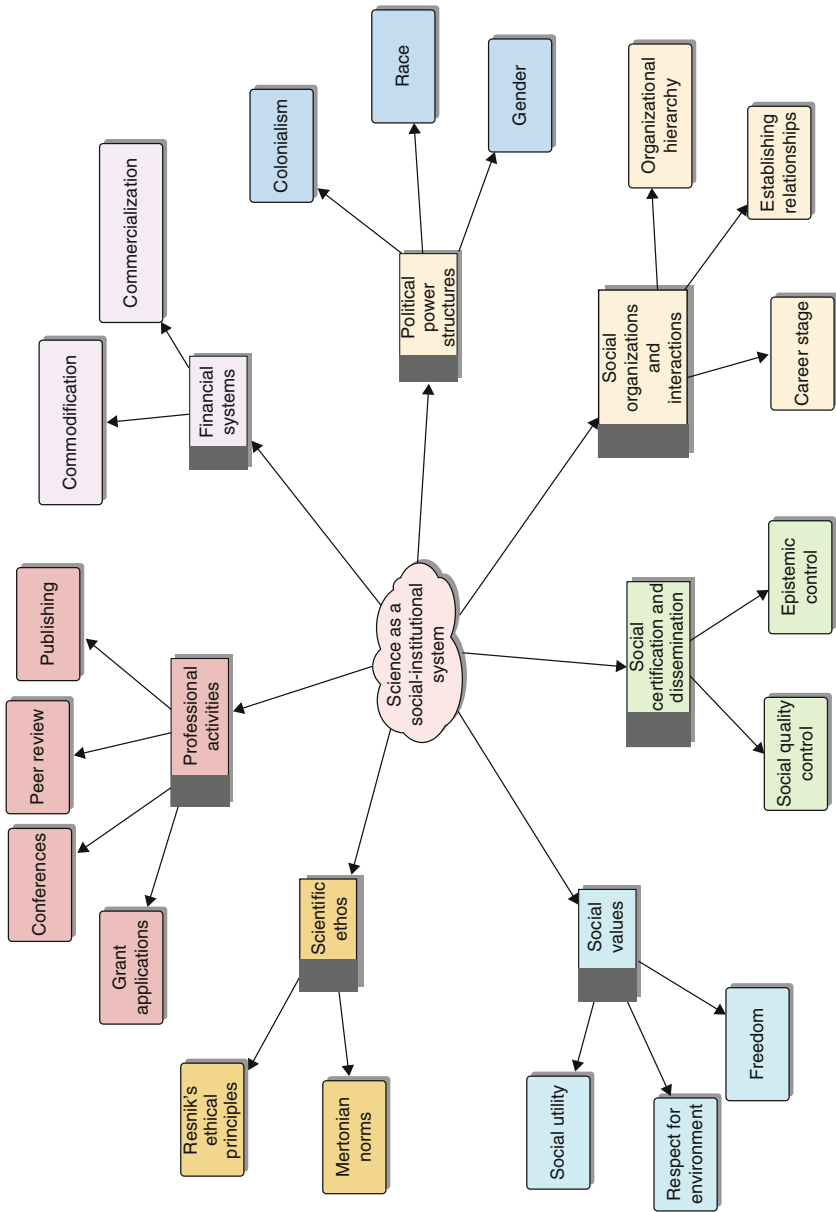 Science as a
social-institutional
system
Professional
activities
Grant
applications
Conferences
Peer review
Publishing
Financial
systems
Commodification
Commercialization
Political
power
structures
Colonialism
Race
Gender
Social
organizations
and
interactions
Organizational
hierarchy
Establishing
relationships
Career stage
Social
certification and
dissemination
Epistemic
control
Social quality
control
Social
values
Freedom
Respect for
environment
Social utility
Scientific
ethos
Mertonian
norms
Resnik's
ethical
principles